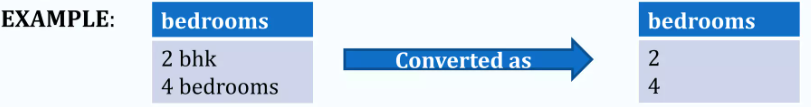 EXAMPLE:
bedrooms
2 bhk
4 bedrooms
Converted as
bedrooms
2
4